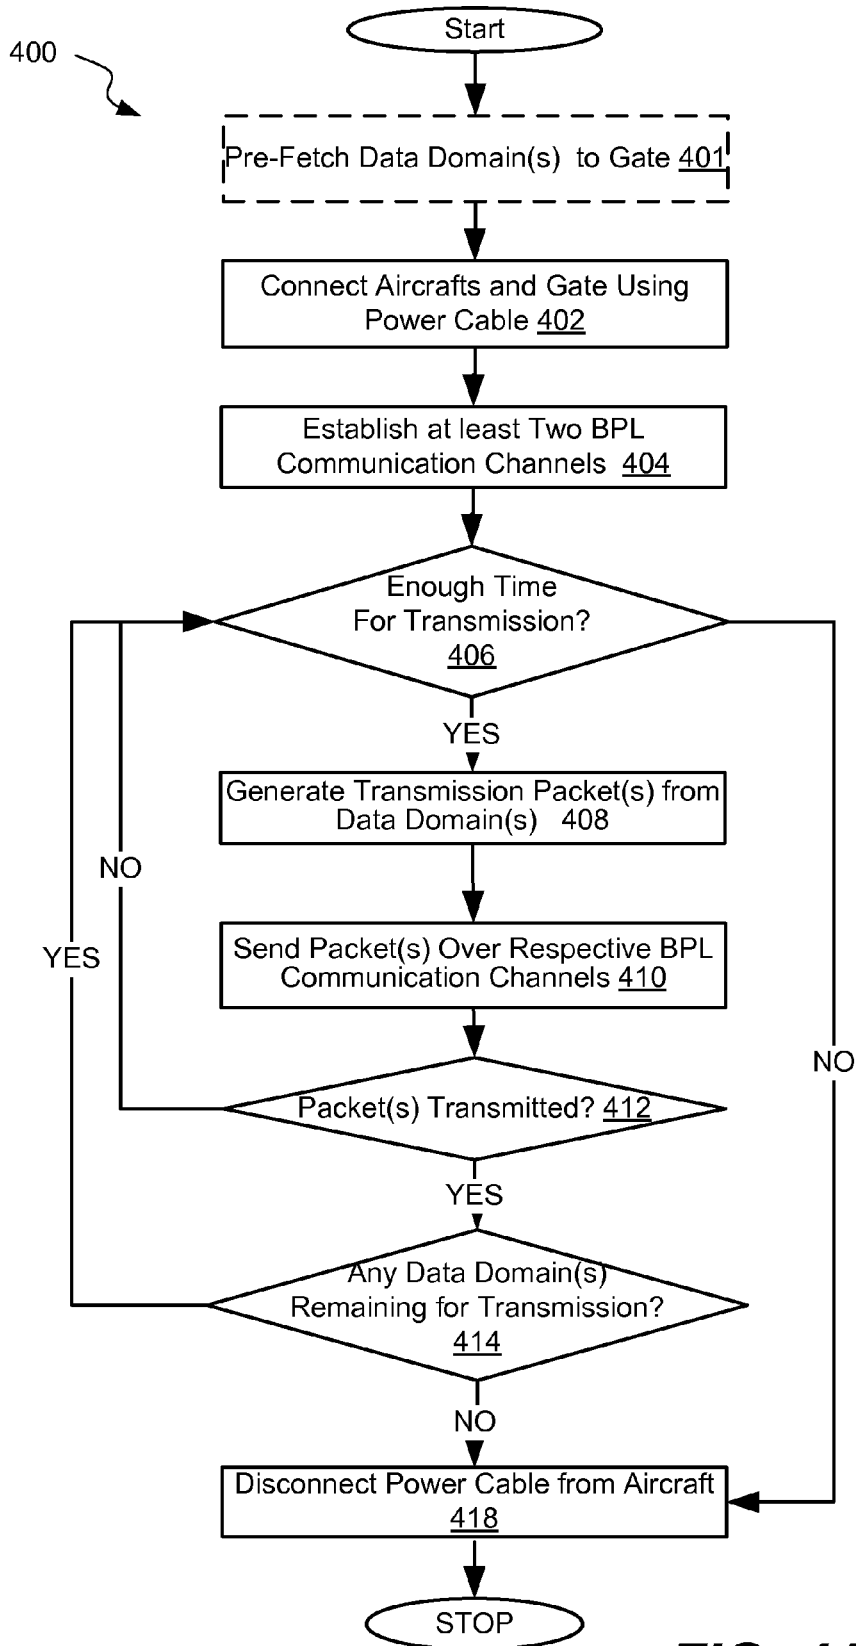 Start
400
Pre-Fetch Data Domain(s) to Gate 401
Connect Aircrafts and Gate Using
Power Cable 402
Establish at least Two BPL
Communication Channels 404
Enough Time
For Transmission?
406
YES
Generate Transmission Packet(s) from
Data Domain(s) 408
NO
Send Packet(s) Over Respective BPL
Communication Channels 410
YES
NO
Packet(s) Transmitted? 412
YES
Any Data Domain(s)
Remaining for Transmission?
414
NO
Disconnect Power Cable from Aircraft
418
STOP